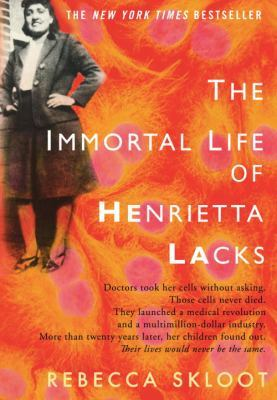 THE NEW YORK TIMES BESTSELLER
THE
IMMORTAL LIFE
OF
HENRIETTA
LACKS
Doctors took her cells without asking.
Those cells never died.
They launched a medical revolution
and a multimillion-dollar industry.
More than twenty years later, her children found out.
Their lives would never be the same.
REBECCA SKLOOT